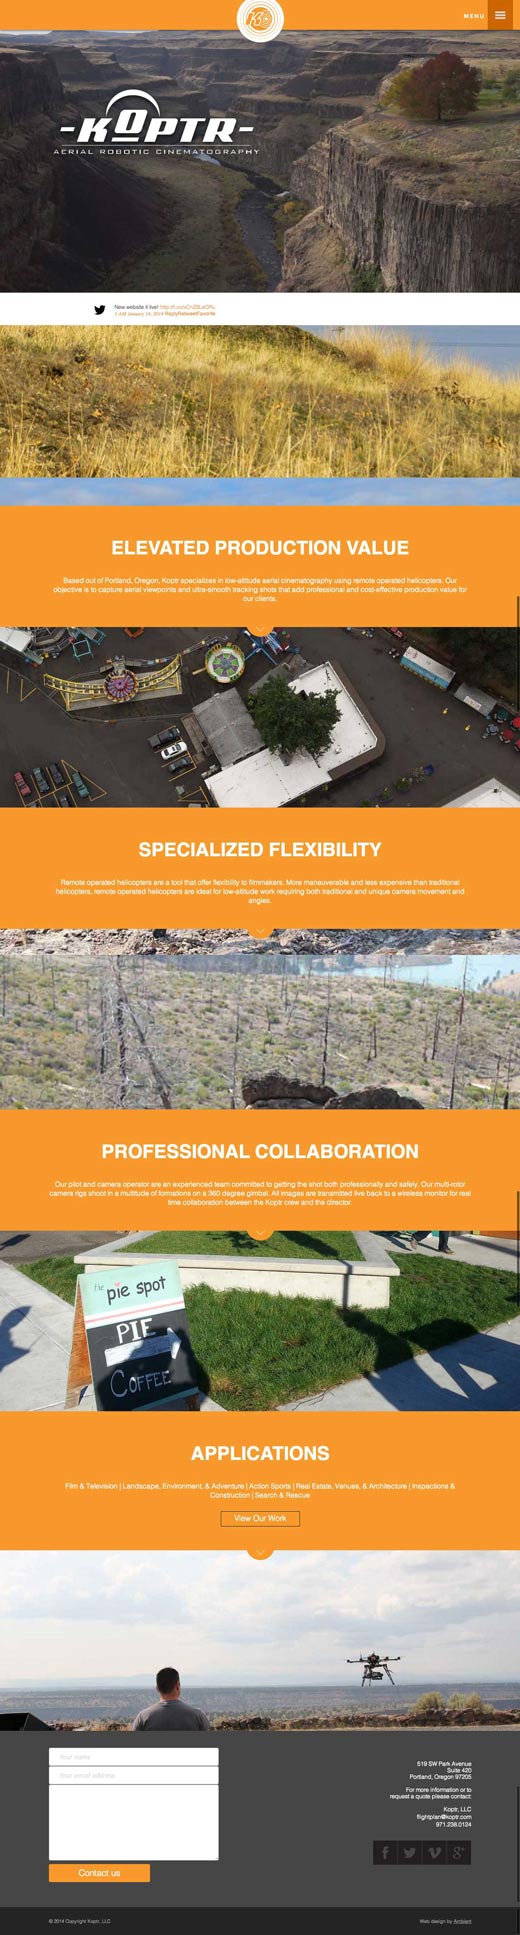 MENU
-KOPTR-
AERIAL ROBOTIC CINEMATOGRAPHY
New website it live!
1 AM January 14, 2014 ReplyRetweetFavorite
ELEVATED PRODUCTION VALUE
Based out of Portland, Oregon, Koptr specializes in low-altitude aerial cinematography using remote operated helicopters. Our
objective is to capture aerial viewpoints and ultra-smooth tracking shots that add professional and cost-effective production value for
our clients.
SPECIALIZED FLEXIBILITY
Remote operated helicopters are a tool that offer flexibility to filmmakers. More maneuverable and less expensive than traditional
helicopters, remote operated helicopters are ideal for low-altitude work requiring both traditional and unique camera movement and
angles.
PROFESSIONAL COLLABORATION
Our pilot and camera operator are an experienced team committed to getting the shot both professionally and safely. Our multi-rotor
camera rigs shoot in a multitude of formations on a 360 degree gimbal. All images are transmitted live back to a wireless monitor for real
time collaboration between the Koptr crew and the director.
the pie spot
PIE
COFFEE
APPLICATIONS
Film & Television | Landscape, Environment, & Adventure | Action Sports | Real Estate, Venues, & Architecture | Inspections &
Construction | Search & Rescue
View Our Work
Your name
Your email address
Contact us
519 SW Park Avenue
Suite 420
Portland, Oregon 97205
For more information or to
request a quote please contact:
Koptr, LLC
flightplan@koptr.com
971.238.0124
© 2014 Copyright Koptr, LLC
Web design by Ambient